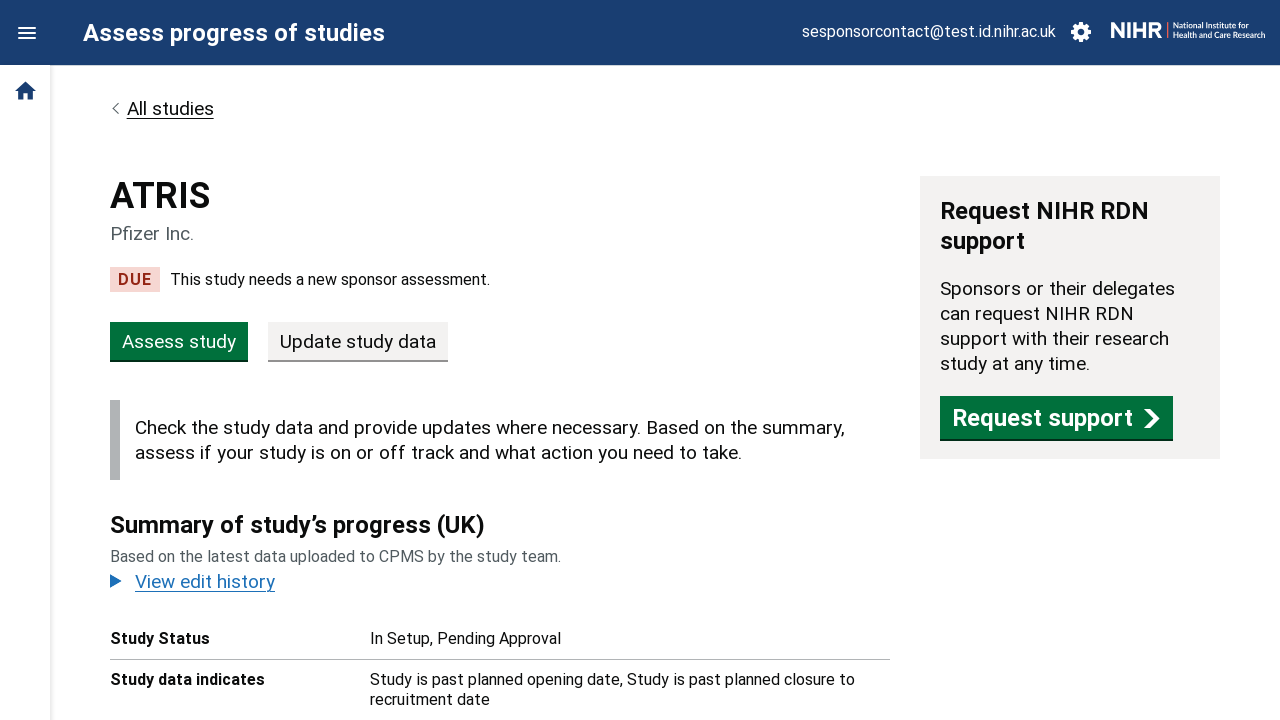 Assess progress of studies
sesponsorcontact@test.id.nihr.ac.uk
NIHR | National Institute for
Health and Care Research
All studies
ATRIS
Pfizer Inc.
DUE This study needs a new sponsor assessment.
Assess study Update study data
Check the study data and provide updates where necessary. Based on the summary,
assess if your study is on or off track and what action you need to take.
Summary of study’s progress (UK)
Based on the latest data uploaded to CPMS by the study team.
View edit history
Study Status In Setup, Pending Approval
Study data indicates Study is past planned opening date, Study is past planned closure to
recruitment date
Request NIHR RDN
support
Sponsors or their delegates
can request NIHR RDN
support with their research
study at any time.
Request support